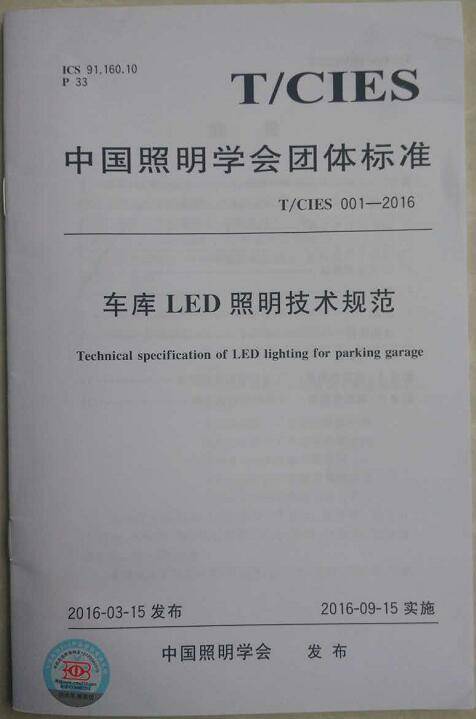 ICS 91.160.10
P 33
T/CIES
中国照明学会团体标准
T/CIES 001—2016
车库 LED 照明技术规范
Technical specification of LED lighting for parking garage
2016-03-15 发布
2016-09-15 实施
中国照明学会 发布